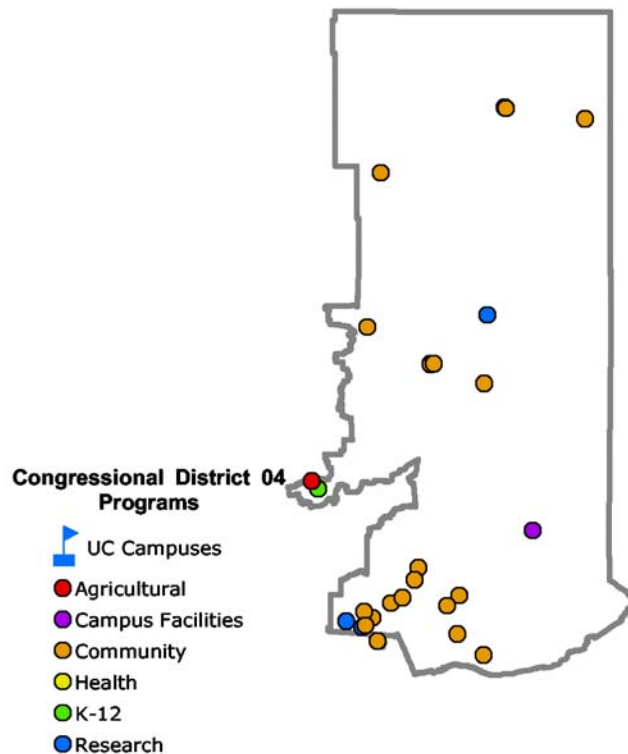 Congressional District 04
Programs
UC Campuses
Agricultural
Campus Facilities
Community
Health
K-12
Research